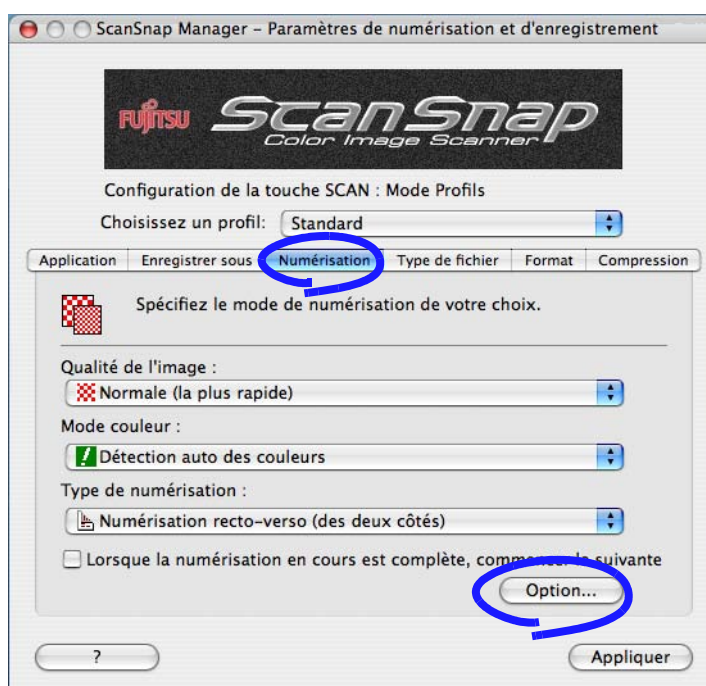 ScanSnap Manager – Paramètres de numérisation et d'enregistrement
FUJITSU ScanSnap
Color Image Scanner
Configuration de la touche SCAN : Mode Profils
Choisissez un profil: Standard
Application Enregistrer sous Numérisation Type de fichier Format Compression
Spécifiez le mode de numérisation de votre choix.
Qualité de l'image :
Normale (la plus rapide)
Mode couleur :
Détection auto des couleurs
Type de numérisation :
Numérisation recto-verso (des deux côtés)
Lorsque la numérisation en cours est complète, commencer la suivante
Option...
? Appliquer